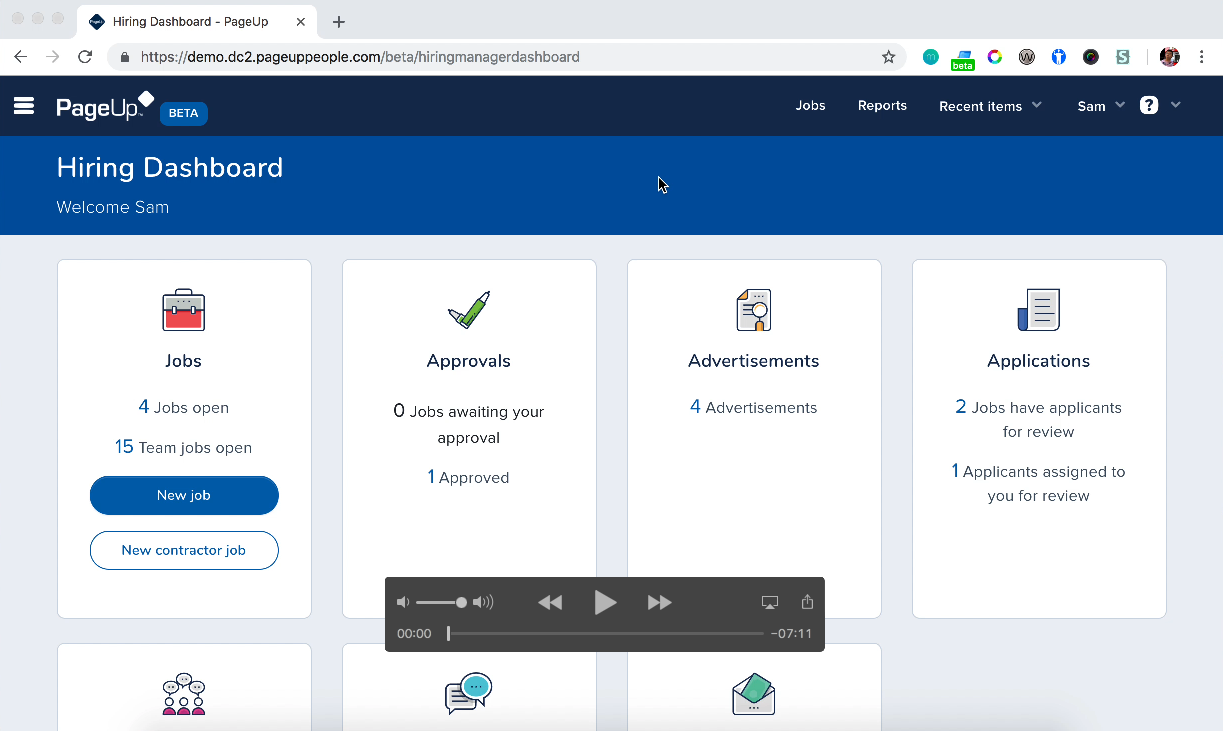 Hiring Dashboard - PageUp
https://demo.dc2.pageuppeople.com/beta/hiringmanagerdashboard
beta
PageUp
BETA
Jobs
Reports
Recent items
Sam
?
Hiring Dashboard
Welcome Sam
Jobs
4 Jobs open
15 Team jobs open
New job
New contractor job
Approvals
0 Jobs awaiting your
approval
1 Approved
Advertisements
4 Advertisements
Applications
2 Jobs have applicants
for review
1 Applicants assigned to
you for review
00:00
-07:11